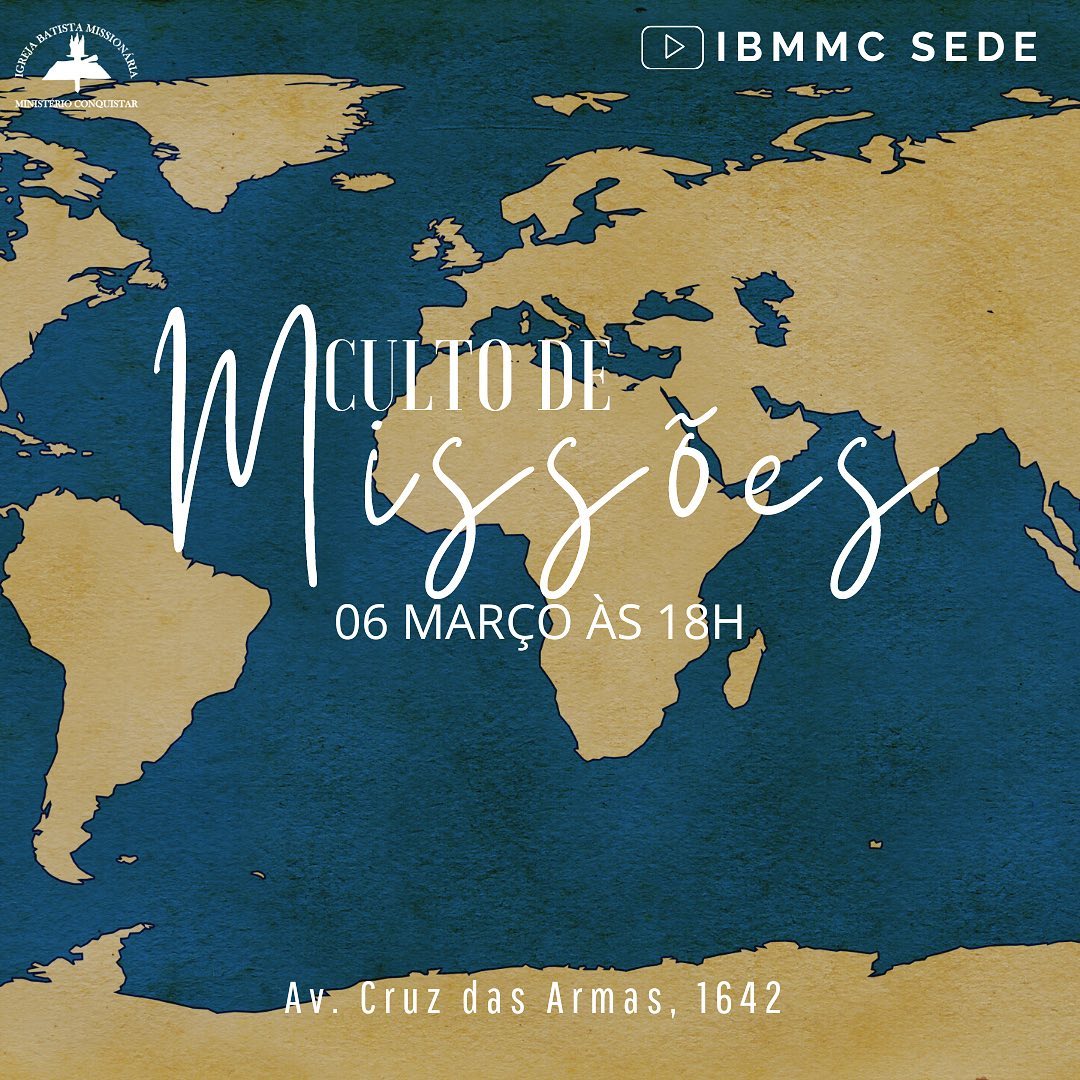 IGREJA BATISTA MISSIONÁRIA
MINISTÉRIO CONQUISTAR
IBMMC SEDE
CULTO DE
Missões
06 MARÇO ÀS 18H
Av. Cruz das Armas, 1642